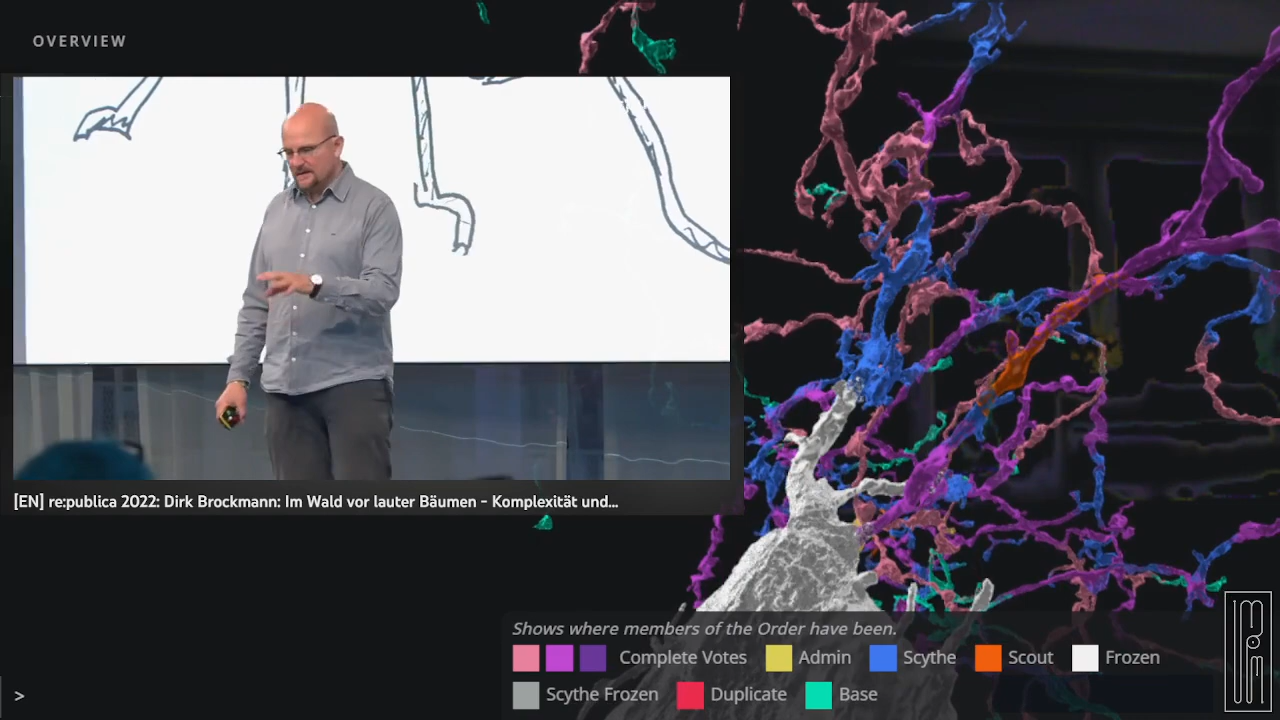 OVERVIEW
[EN] re:publica 2022: Dirk Brockmann: Im Wald vor lauter Bäumen - Komplexität und...
Shows where members of the Order have been.
Complete Votes Admin Scythe Scout Frozen
Scythe Frozen Duplicate Base
>